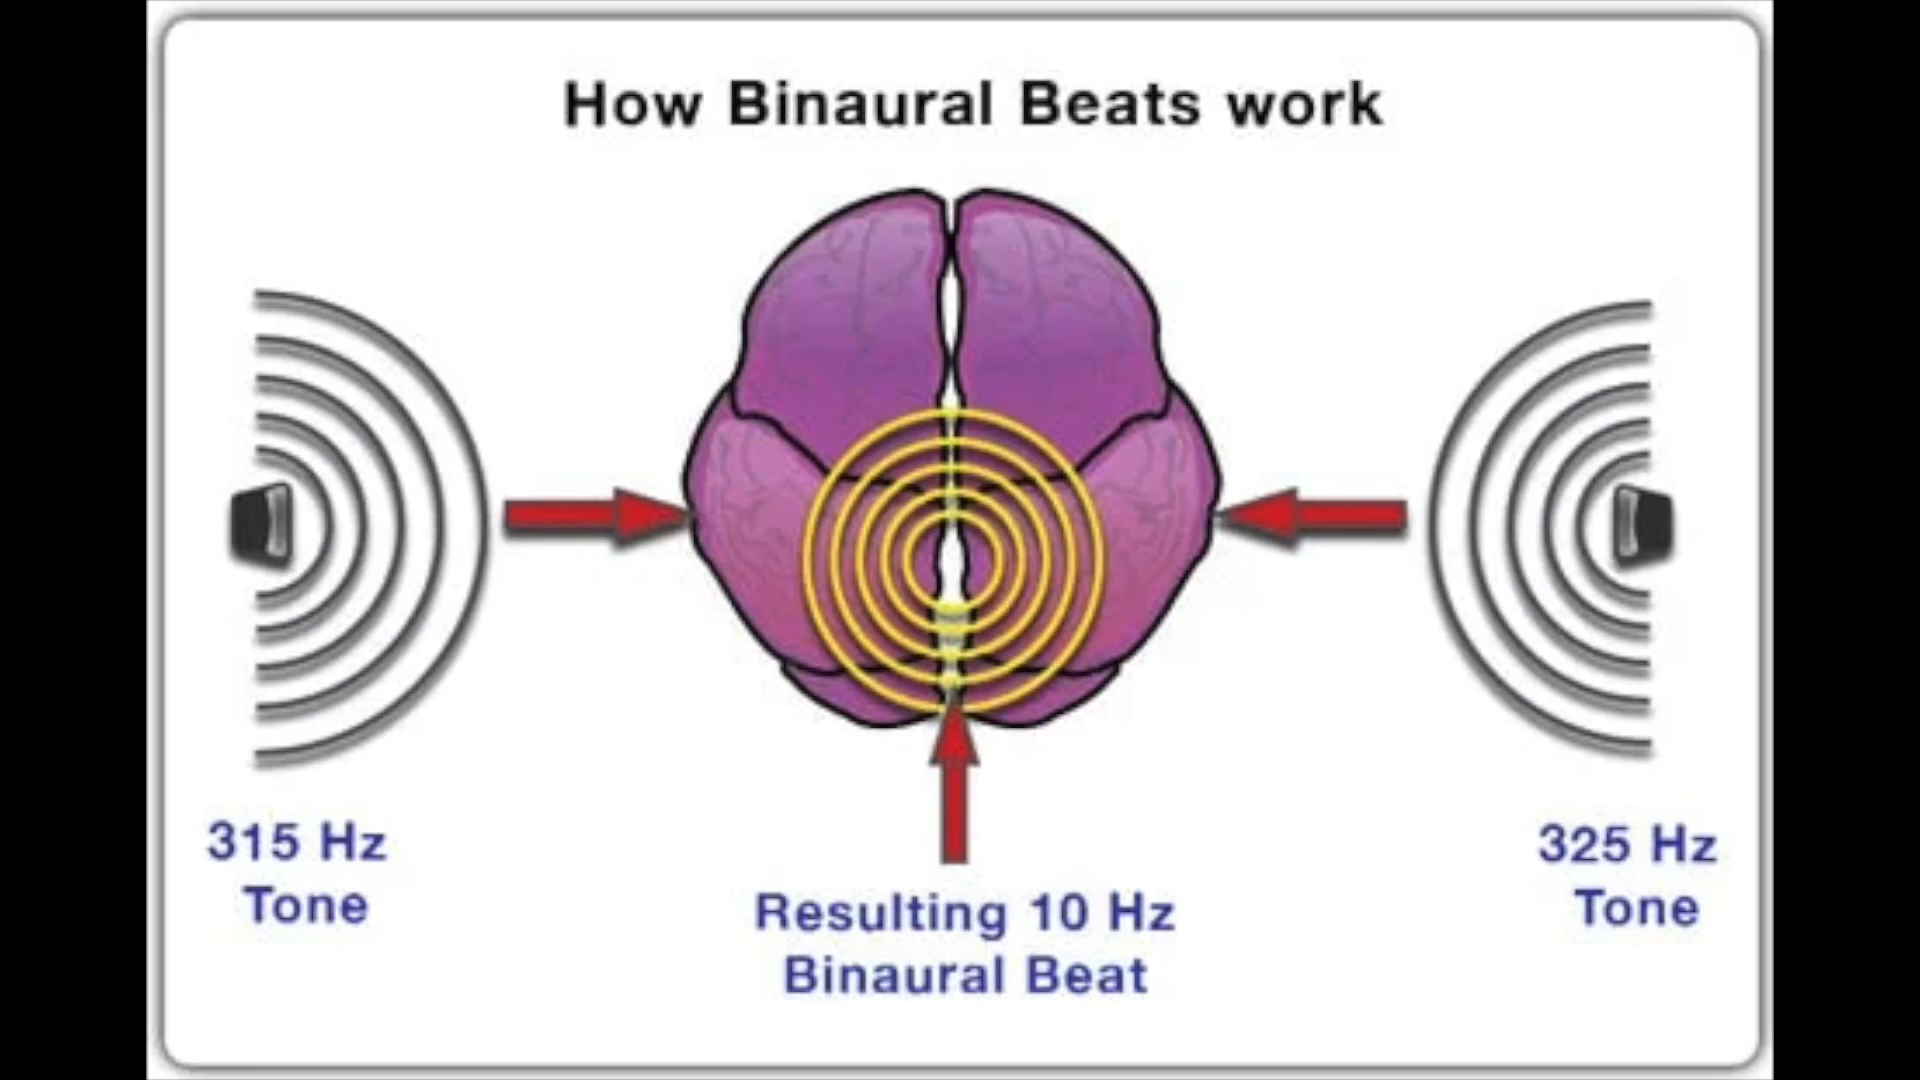 How Binaural Beats work
315 Hz
Tone
325 Hz
Tone
Resulting 10 Hz
Binaural Beat